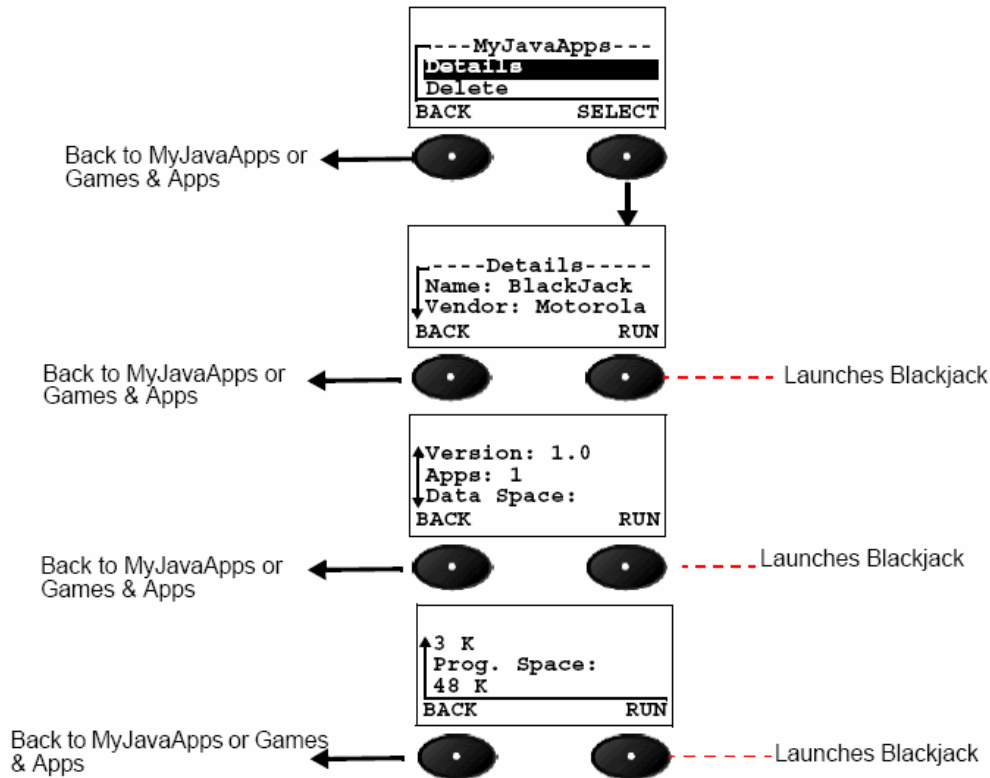 ----MyJavaApps---
Details
Delete
BACK SELECT
Back to MyJavaApps or
Games & Apps
-----Details-----
Name: BlackJack
Vendor: Motorola
BACK RUN
Back to MyJavaApps or
Games & Apps
Launches Blackjack
Version: 1.0
Apps: 1
Data Space:
BACK RUN
Back to MyJavaApps or
Games & Apps
Launches Blackjack
3 K
Prog. Space:
48 K
BACK RUN
Back to MyJavaApps or Games
& Apps
Launches Blackjack